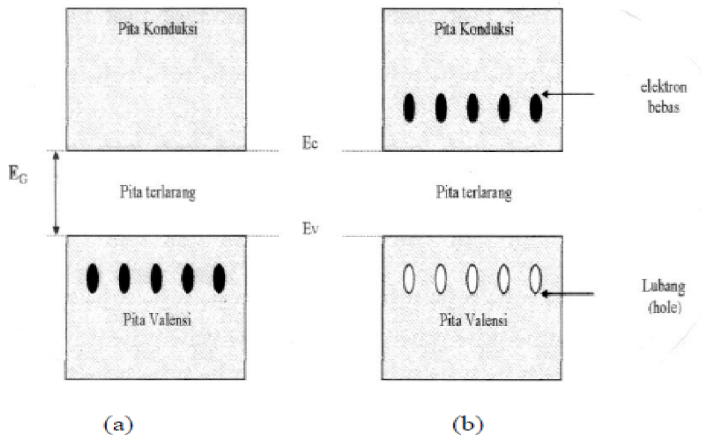 Pita Konduksi
Pita Konduksi
elektron
bebas
Ec
EG
Pita terlarang
Pita terlarang
Ev
Lubang
(hole)
Pita Valensi
Pita Valensi
(a)
(b)